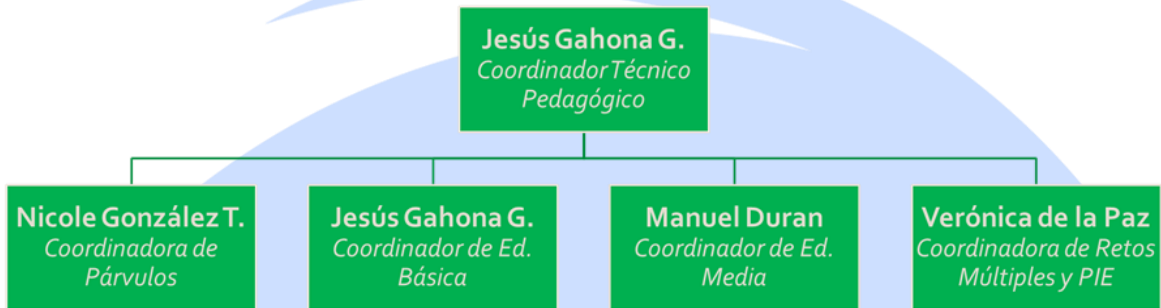 Jesús Gahona G.
Coordinador Técnico
Pedagógico
Nicole González T.
Coordinadora de
Párvulos
Jesús Gahona G.
Coordinador de Ed.
Básica
Manuel Duran
Coordinador de Ed.
Media
Verónica de la Paz
Coordinadora de Retos
Múltiples y PIE